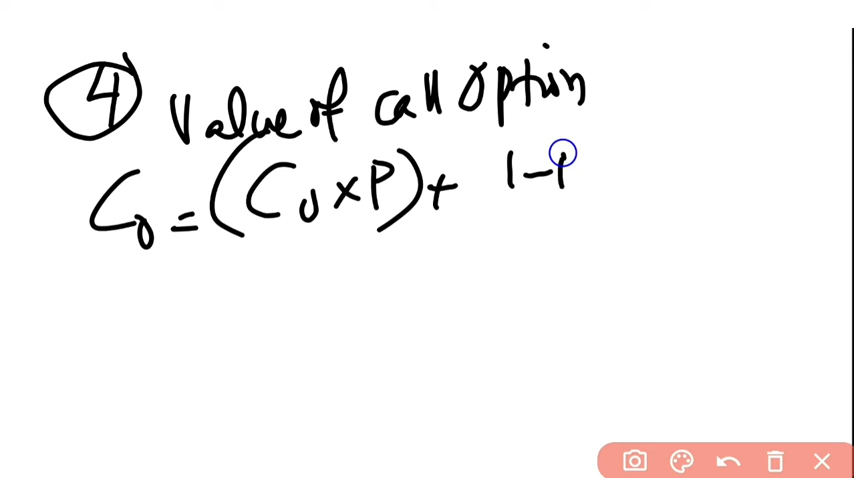 4 Value of call option
C₀ = (Cᵤ × P) + 1-P